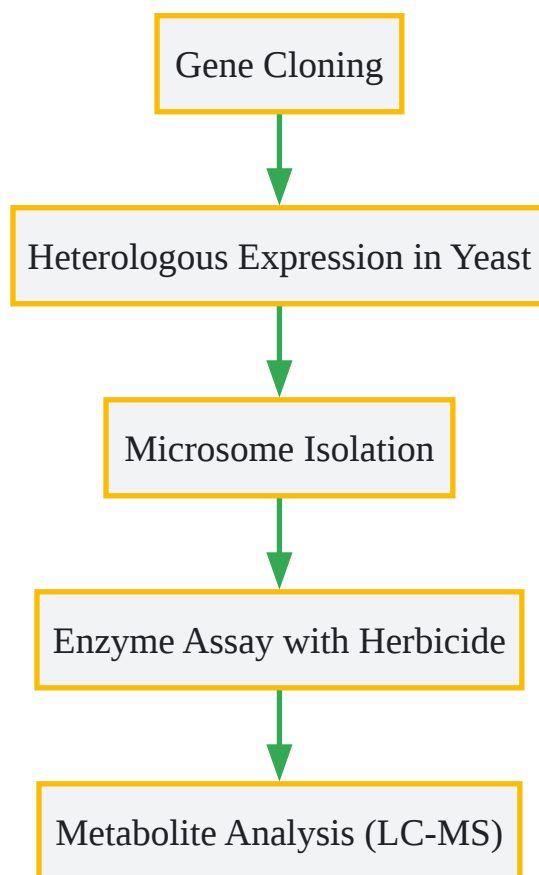 Gene Cloning
Heterologous Expression in Yeast
Microsome Isolation
Enzyme Assay with Herbicide
Metabolite Analysis (LC-MS)